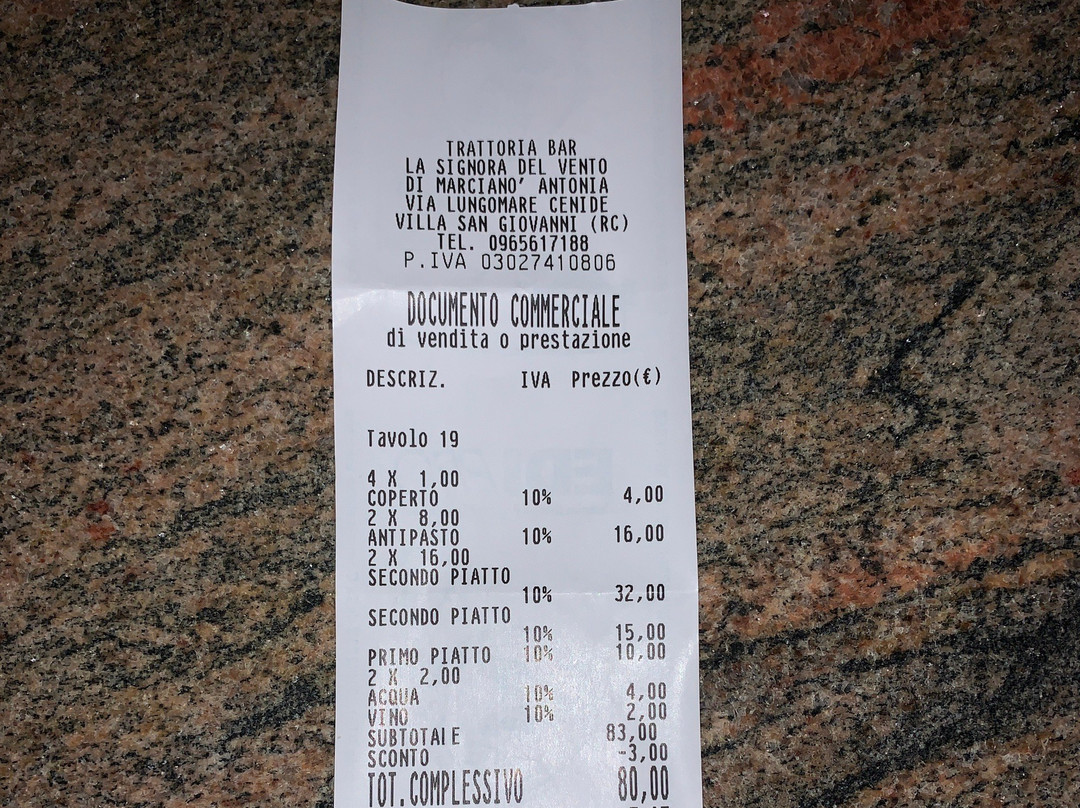 TRATTORIA BAR
LA SIGNORA DEL VENTO
DI MARCIANO' ANTONIA
VIA LUNGOMARE CENIDE
VILLA SAN GIOVANNI (RC)
TEL. 0965617188
P.IVA 03027410806
DOCUMENTO COMMERCIALE
di vendita o prestazione
DESCRIZ. IVA Prezzo(€)
Tavolo 19
4 X 1,00
COPERTO 10% 4,00
2 X 8,00
ANTIPASTO 10% 16,00
2 X 16,00
SECONDO PIATTO
10% 32,00
SECONDO PIATTO
10% 15,00
PRIMO PIATTO 10% 10,00
2 X 2,00
ACQUA 10% 4,00
VINO 10% 2,00
SUBTOTALE 83,00
SCONTO -3,00
TOT.COMPLESSIVO 80,00